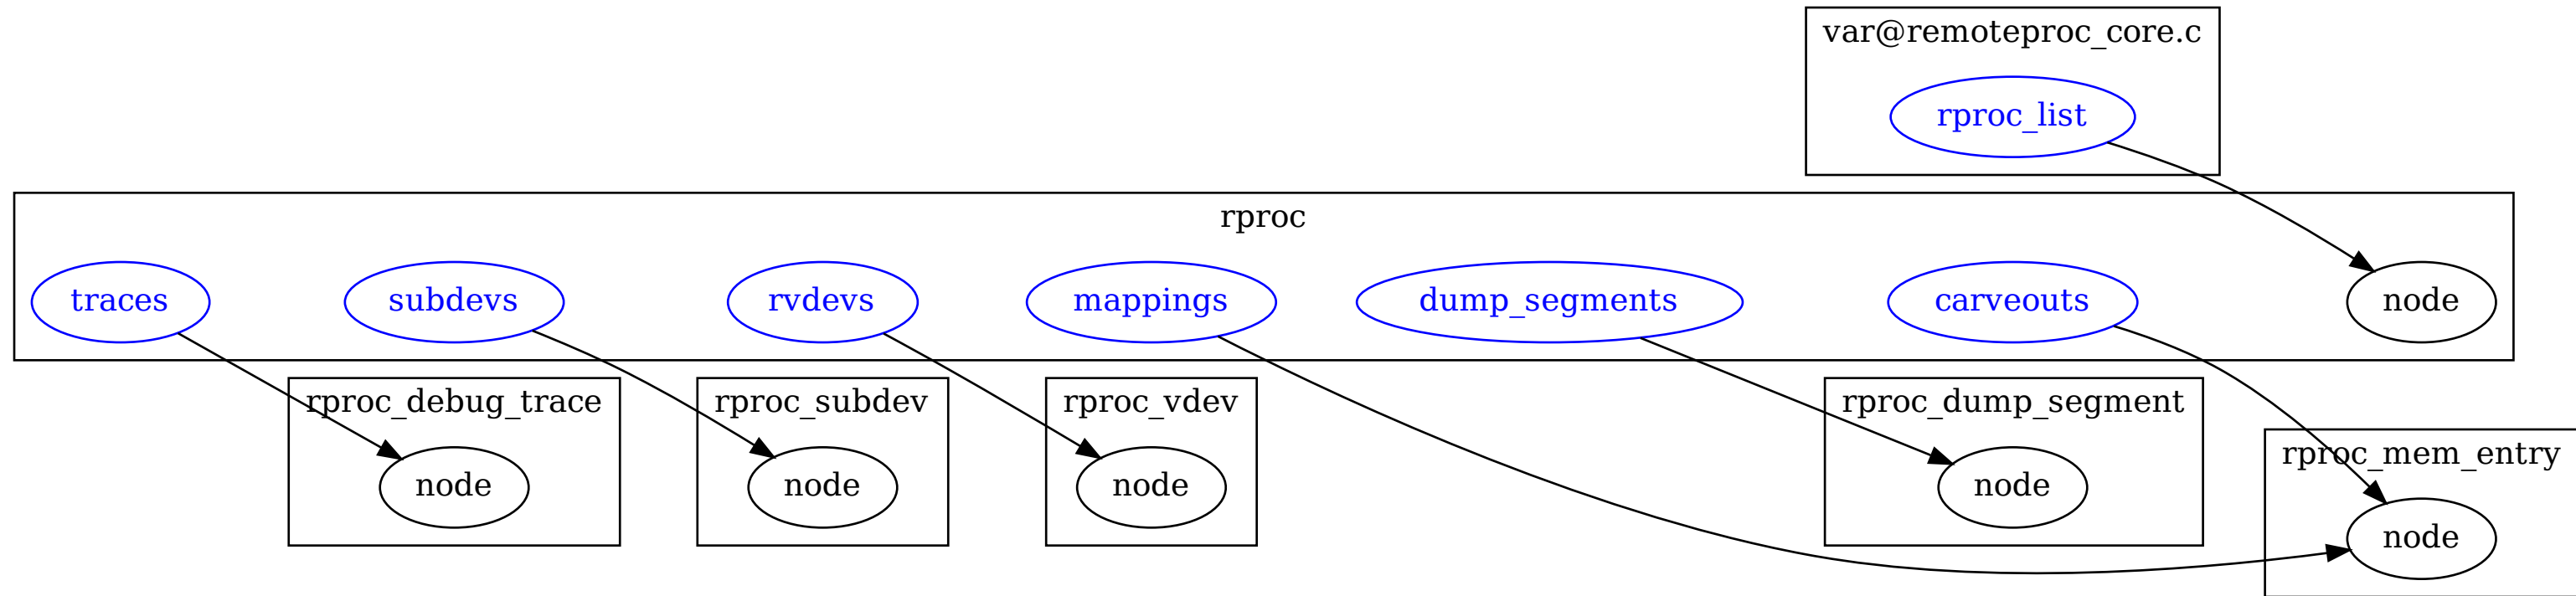 var@remoteproc_core.c
rproc_list
rproc
traces
subdevs
rvdevs
mappings
dump_segments
carveouts
node
rproc_debug_trace
node
rproc_subdev
node
rproc_vdev
node
rproc_dump_segment
node
rproc_mem_entry
node